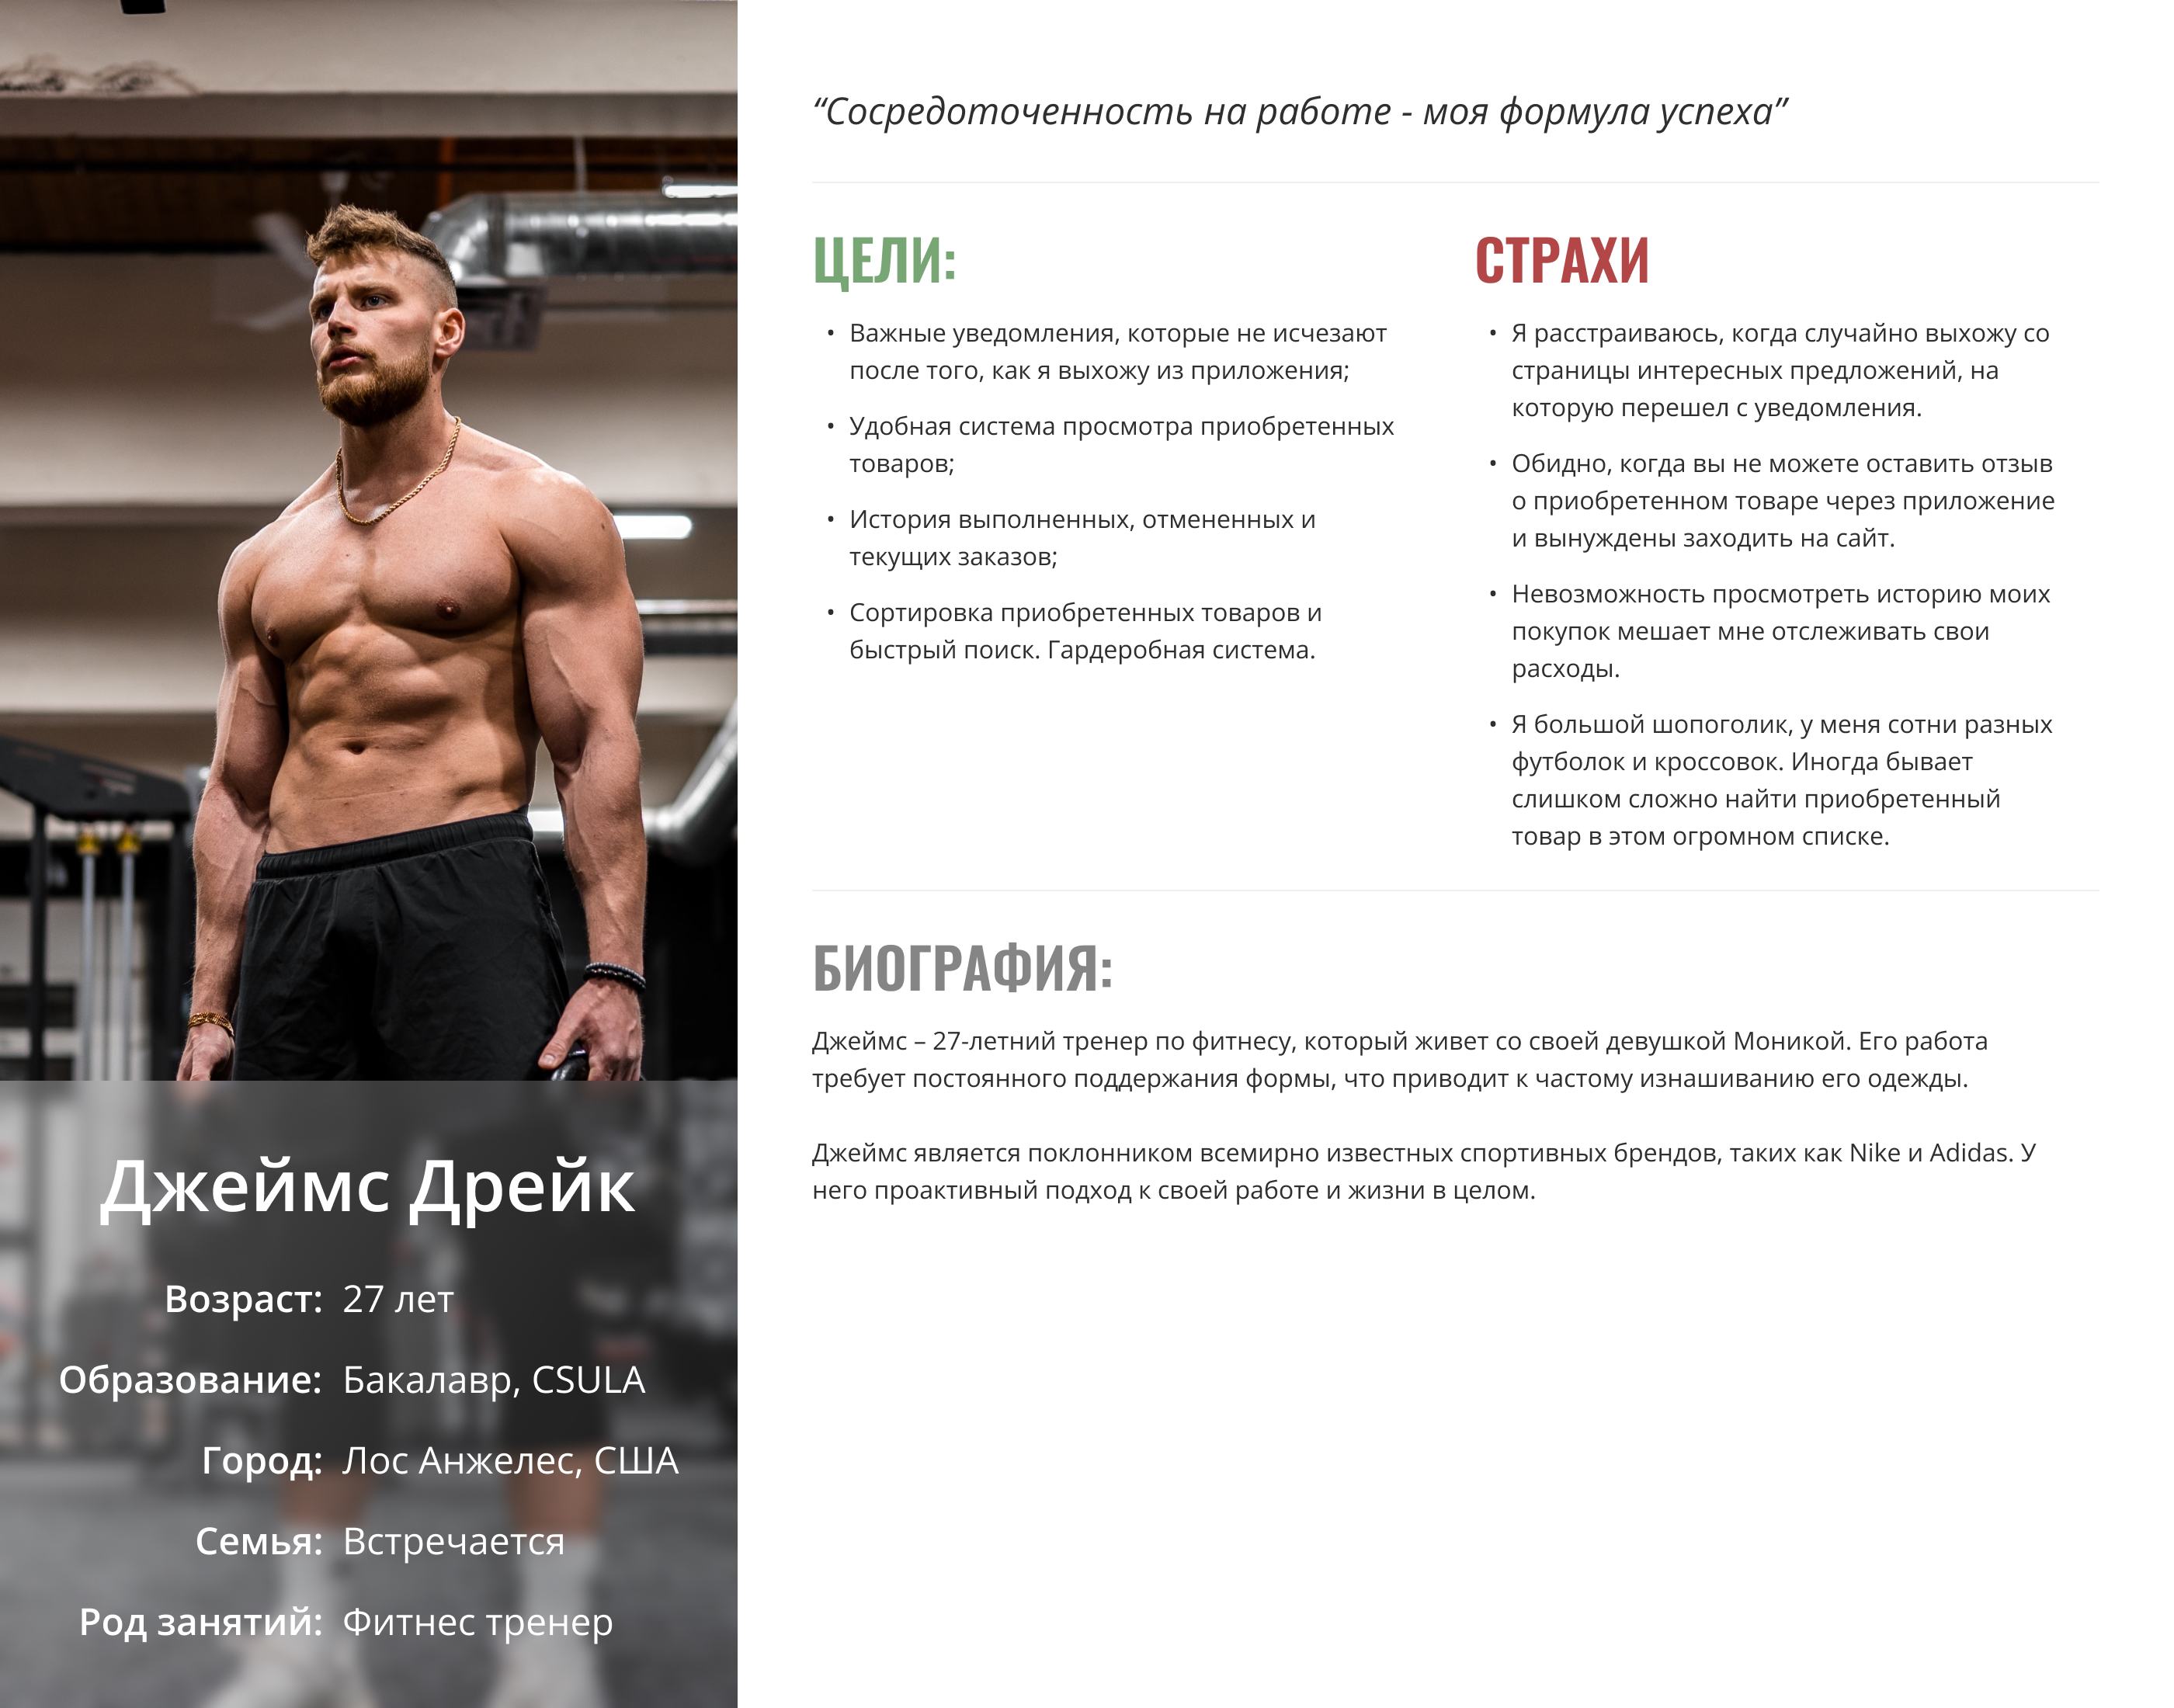 “Сосредоточенность на работе - моя формула успеха”
ЦЕЛИ:
• Важные уведомления, которые не исчезают
после того, как я выхожу из приложения;
• Удобная система просмотра приобретенных
товаров;
• История выполненных, отмененных и
текущих заказов;
• Сортировка приобретенных товаров и
быстрый поиск. Гардеробная система.
СТРАХИ
• Я расстраиваюсь, когда случайно выхожу со
страницы интересных предложений, на
которую перешел с уведомления.
• Обидно, когда вы не можете оставить отзыв
о приобретенном товаре через приложение
и вынуждены заходить на сайт.
• Невозможность просмотреть историю моих
покупок мешает мне отслеживать свои
расходы.
• Я большой шопоголик, у меня сотни разных
футболок и кроссовок. Иногда бывает
слишком сложно найти приобретенный
товар в этом огромном списке.
БИОГРАФИЯ:
Джеймс – 27-летний тренер по фитнесу, который живет со своей девушкой Моникой. Его работа
требует постоянного поддержания формы, что приводит к частому изнашиванию его одежды.
Джеймс является поклонником всемирно известных спортивных брендов, таких как Nike и Adidas. У
него проактивный подход к своей работе и жизни в целом.
Джеймс Дрейк
Возраст: 27 лет
Образование: Бакалавр, CSULA
Город: Лос Анжелес, США
Семья: Встречается
Род занятий: Фитнес тренер